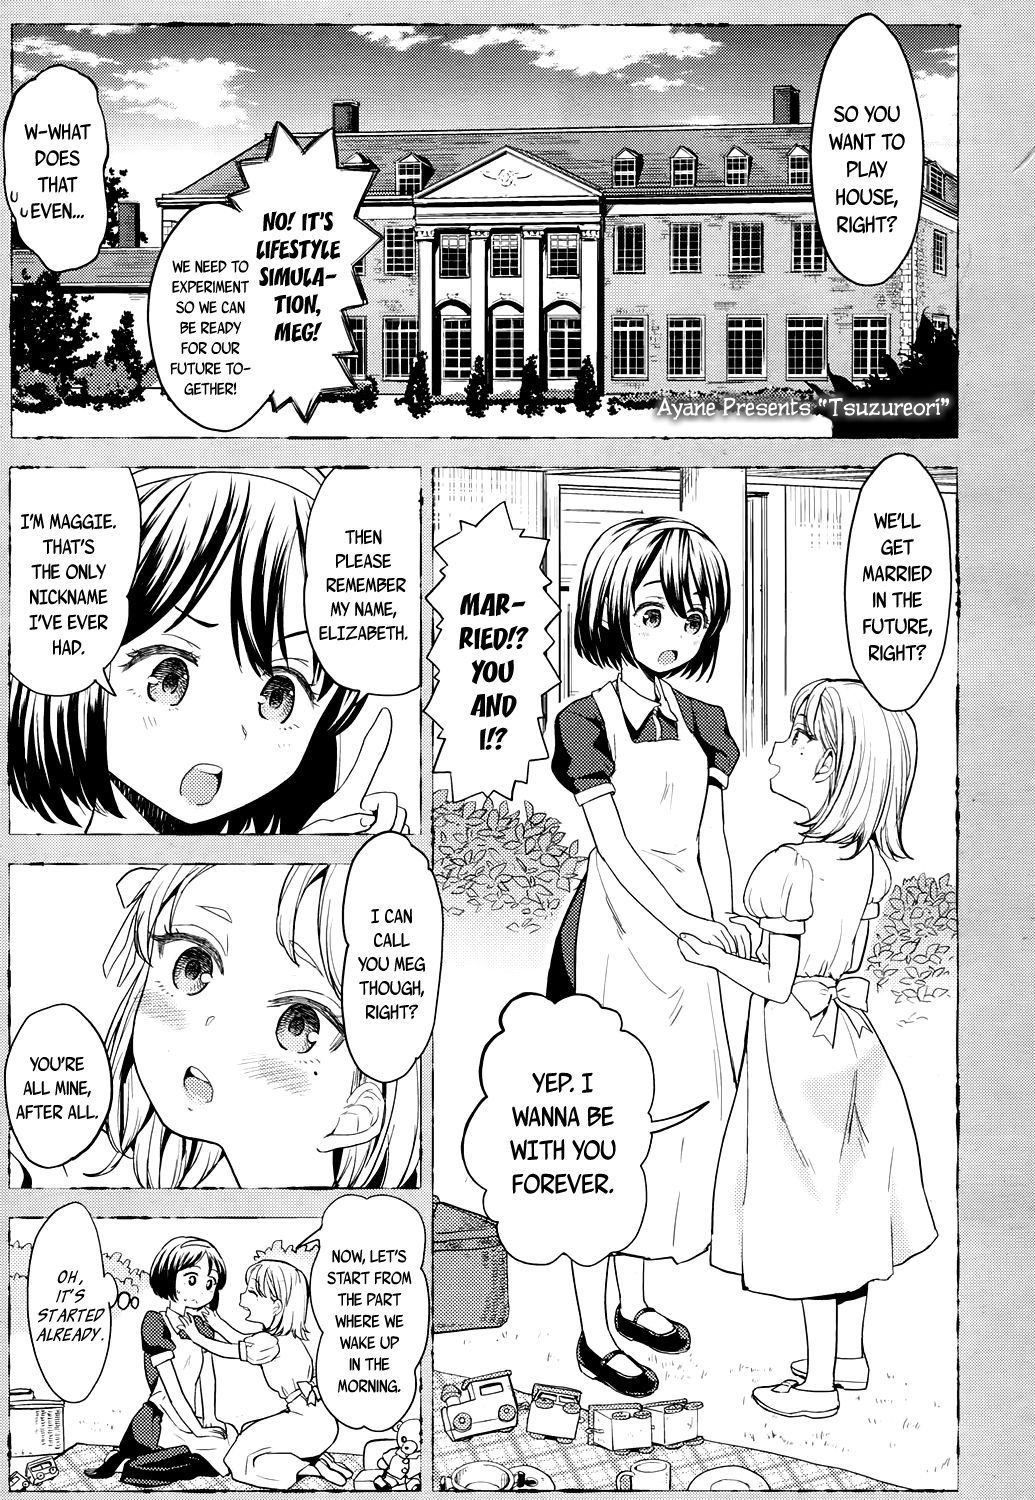 SO YOU
WANT TO
PLAY
HOUSE,
RIGHT?
NO! IT'S
LIFESTYLE
SIMULA-
TION,
MEG!
WE NEED TO
EXPERIMENT
SO WE CAN
BE READY
FOR OUR
FUTURE TO-
GETHER!
W-WHAT
DOES
THAT
EVEN...
Ayane Presents "Tsuzureori"
WE'LL
GET
MARRIED
IN THE
FUTURE,
RIGHT?
MAR-
RIED!?
YOU
AND
I!?
YEP. I
WANNA BE
WITH YOU
FOREVER.
THEN
PLEASE
REMEMBER
MY NAME,
ELIZABETH.
I'M MAGGIE.
THAT'S
THE ONLY
NICKNAME
I'VE EVER
HAD.
I CAN
CALL
YOU MEG
THOUGH,
RIGHT?
YOU'RE
ALL MINE,
AFTER ALL.
NOW, LET'S
START FROM
THE PART
WHERE WE
WAKE UP
IN THE
MORNING.
OH,
IT'S
STARTED
ALREADY.